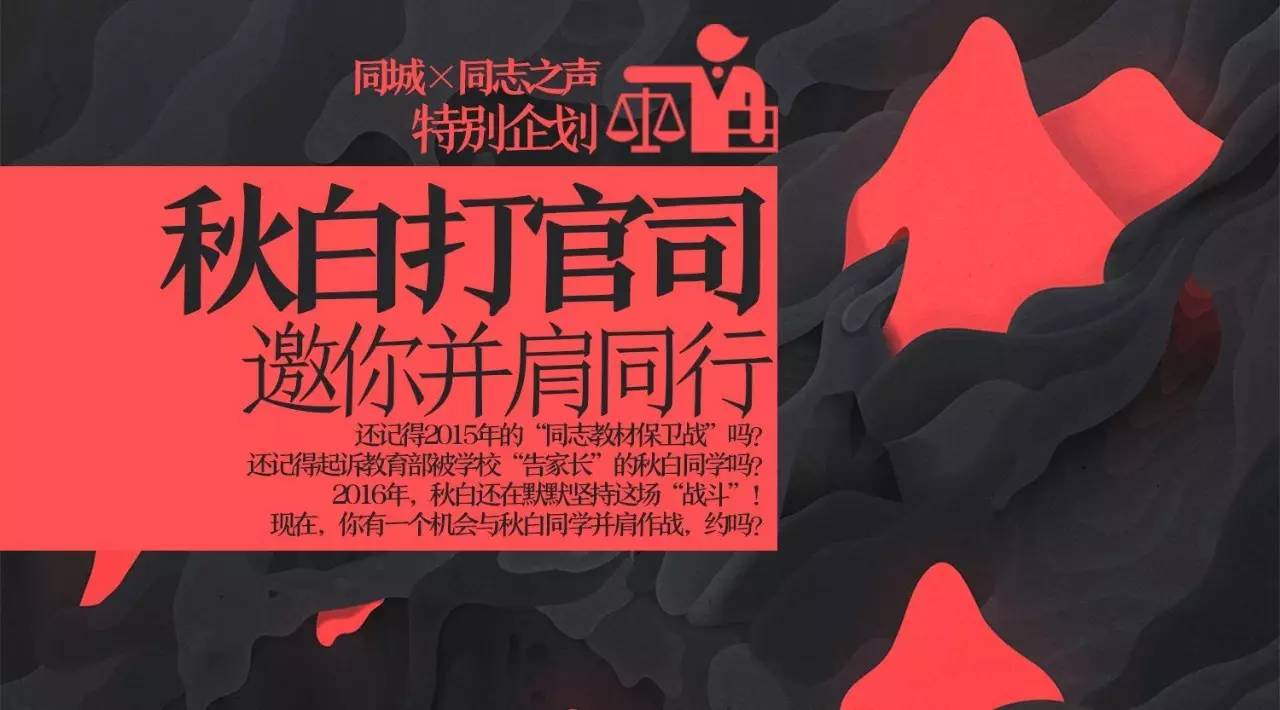 同城×同志之声
特别企划
秋白打官司
邀你并肩同行
还记得2015年的“同志教材保卫战”吗?
还记得起诉教育部被学校“告家长”的秋白同学吗?
2016年，秋白还在默默坚持这场“战斗”!
现在，你有一个机会与秋白同学并肩作战，约吗?